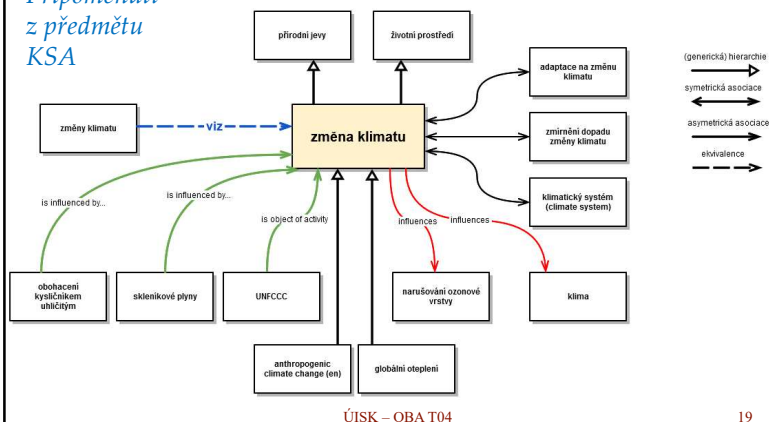 Připomenutí
z předmětu
KSA
přírodní jevy
životní prostředí
adaptace na změnu
klimatu
(generická) hierarchie
symetrická asociace
asymetrická asociace
ekvivalence
změny klimatu
viz
změna klimatu
zmírnění dopadu
změny klimatu
klimatický systém
(climate system)
is influenced by...
is influenced by...
is object of activity
influences
influences
obohacení
kysličníkem
uhličitým
skleníkové plyny
UNFCCC
narušování ozonové
vrstvy
klima
anthropogenic
climate change (en)
globální oteplení
ÚISK – OBA T04
19